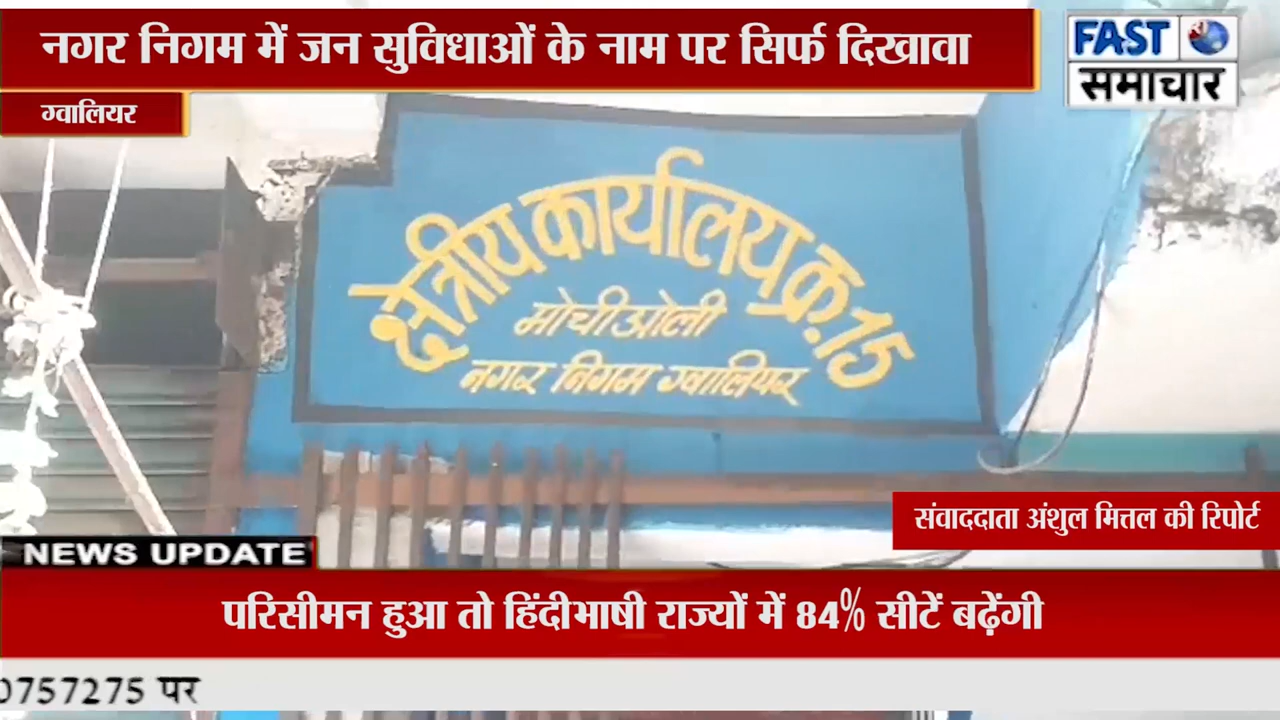 नगर निगम में जन सुविधाओं के नाम पर सिर्फ दिखावा
FAST
समाचार
ग्वालियर
क्षेत्रीय कार्यालय क्र. 15
मोचीओली
नगर निगम ग्वालियर
संवाददाता अंशुल मित्तल की रिपोर्ट
NEWS UPDATE
परिसीमन हुआ तो हिंदीभाषी राज्यों में 84% सीटें बढ़ेंगी
0757275 पर